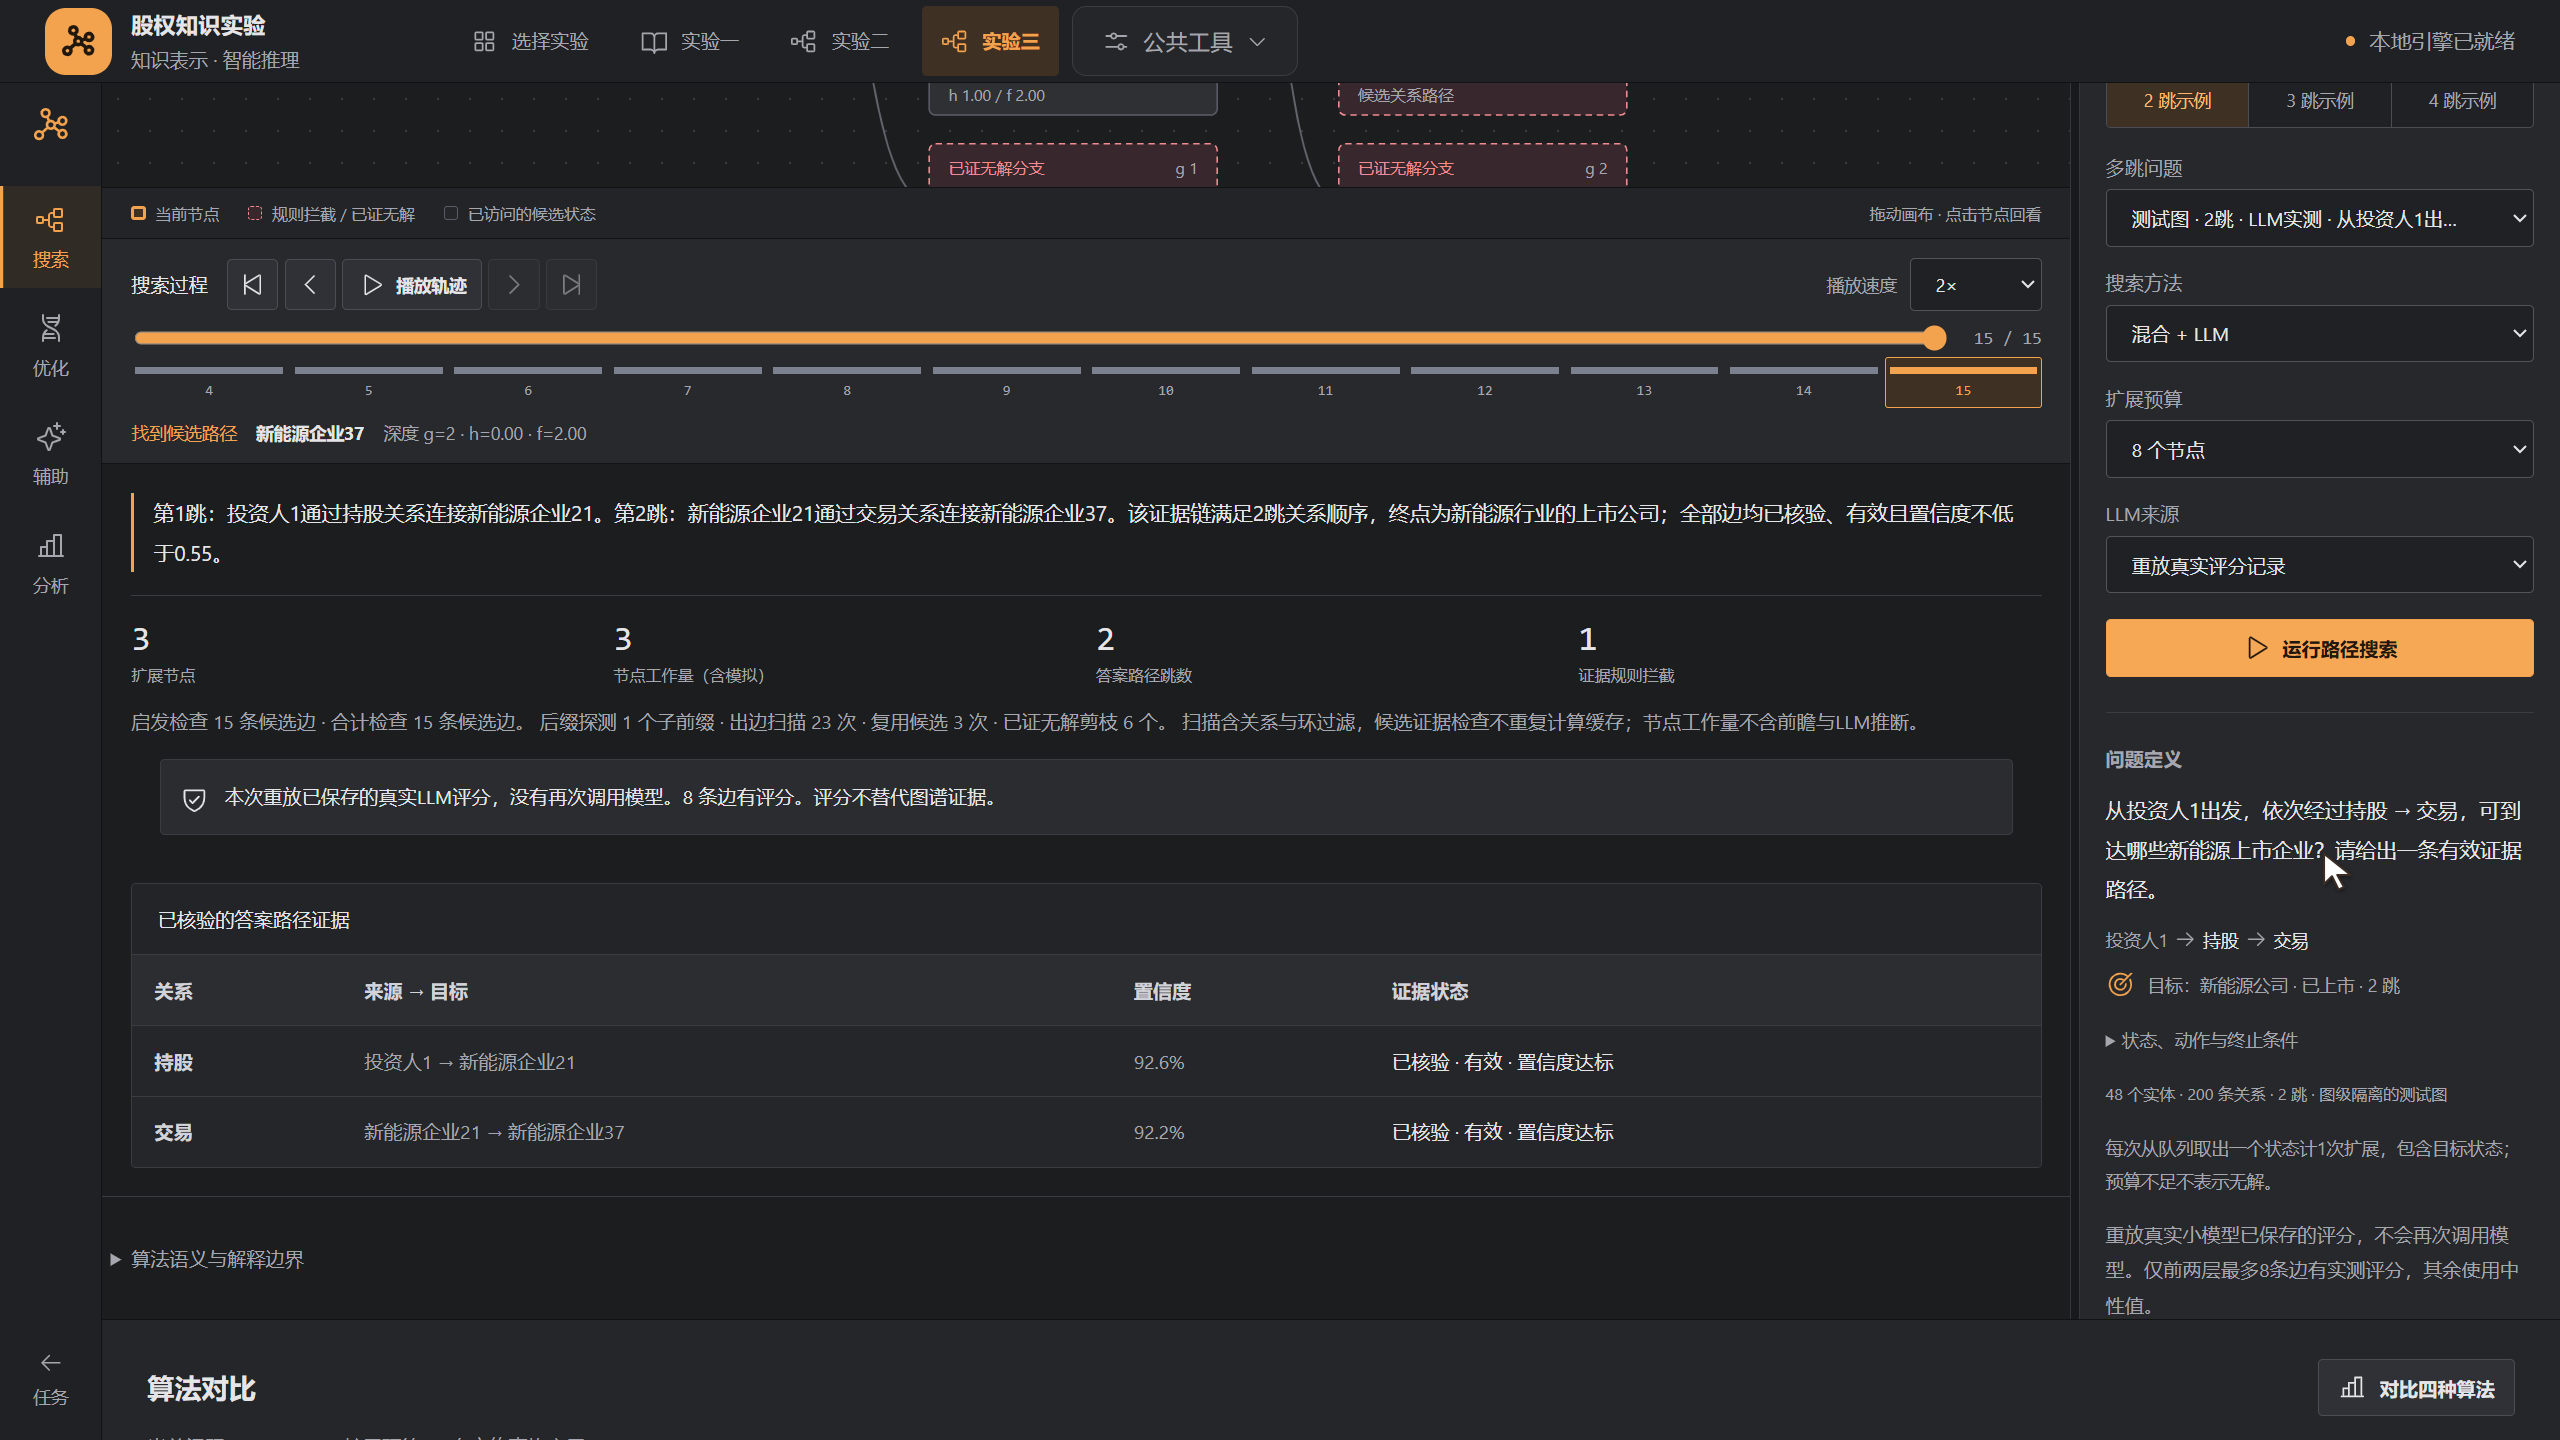 股权知识实验
知识表示 · 智能推理
选择实验
实验一
实验二
实验三
公共工具
本地引擎已就绪
搜索
优化
辅助
分析
任务
h 1.00 / f 2.00
候选关系路径
已证无解分支
g 1
已证无解分支
g 2
当前节点
规则拦截 / 已证无解
已访问的候选状态
拖动画布 · 点击节点回看
搜索过程
播放轨迹
播放速度
2×
15 / 15
4
5
6
7
8
9
10
11
12
13
14
15
找到候选路径 新能源企业37 深度 g=2 · h=0.00 · f=2.00
第1跳：投资人1通过持股关系连接新能源企业21。第2跳：新能源企业21通过交易关系连接新能源企业37。该证据链满足2跳关系顺序，终点为新能源行业的上市公司；全部边均已核验、有效且置信度不低
于0.55。
3
扩展节点
3
节点工作量（含模拟）
2
答案路径跳数
1
证据规则拦截
启发检查 15 条候选边 · 合计检查 15 条候选边。 后缀探测 1 个子前缀 · 出边扫描 23 次 · 复用候选 3 次 · 已证无解剪枝 6 个。 扫描含关系与环过滤，候选证据检查不重复计算缓存；节点工作量不含前瞻与LLM推断。
本次重放已保存的真实LLM评分，没有再次调用模型。8 条边有评分。评分不替代图谱证据。
已核验的答案路径证据
关系 来源 → 目标 置信度 证据状态
持股 投资人1 → 新能源企业21 92.6% 已核验 · 有效 · 置信度达标
交易 新能源企业21 → 新能源企业37 92.2% 已核验 · 有效 · 置信度达标
算法语义与解释边界
算法对比
对比四种算法
2 跳示例
3 跳示例
4 跳示例
多跳问题
测试图 · 2跳 · LLM实测 · 从投资人1出...
搜索方法
混合 + LLM
扩展预算
8 个节点
LLM来源
重放真实评分记录
运行路径搜索
问题定义
从投资人1出发，依次经过持股 → 交易，可到
达哪些新能源上市企业？请给出一条有效证据
路径。
投资人1 → 持股 → 交易
目标：新能源公司 · 已上市 · 2 跳
状态、动作与终止条件
48 个实体 · 200 条关系 · 2 跳 · 图级隔离的测试图
每次从队列取出一个状态计1次扩展，包含目标状态；
预算不足不表示无解。
重放真实小模型已保存的评分，不会再次调用模
型。仅前两层最多8条边有实测评分，其余使用中
性值。